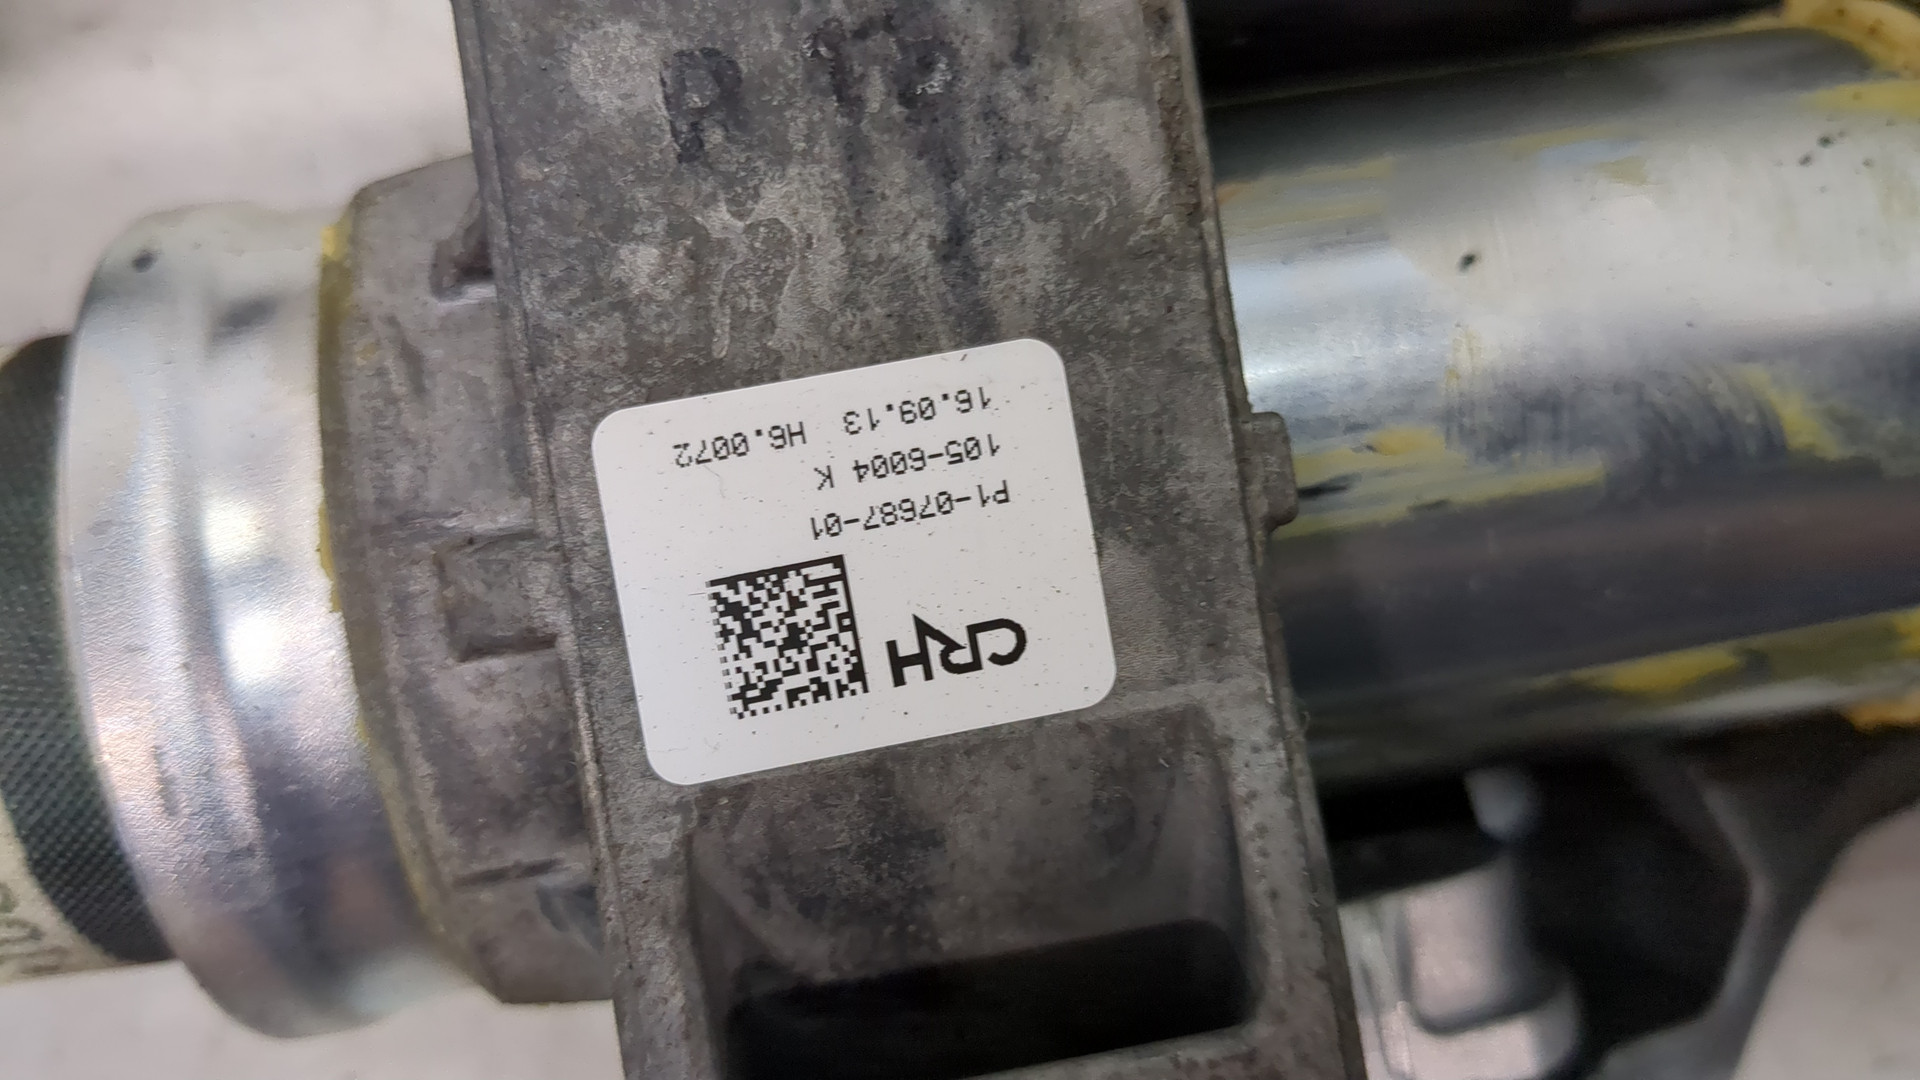 CRH
P1-07687-01
105-6004 K
16.09.13 H6.0072